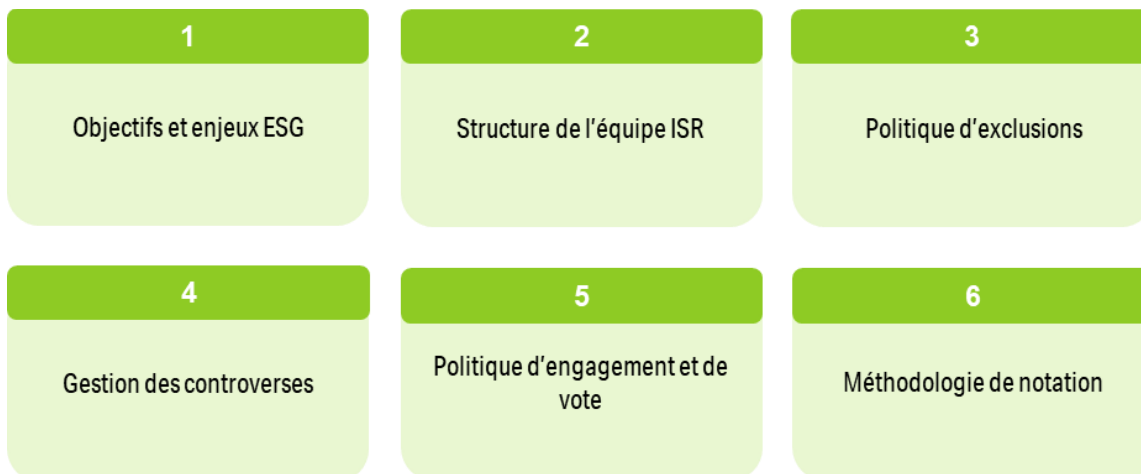 1
Objectifs et enjeux ESG
2
Structure de l’équipe ISR
3
Politique d’exclusions
4
Gestion des controverses
5
Politique d’engagement et de
vote
6
Méthodologie de notation